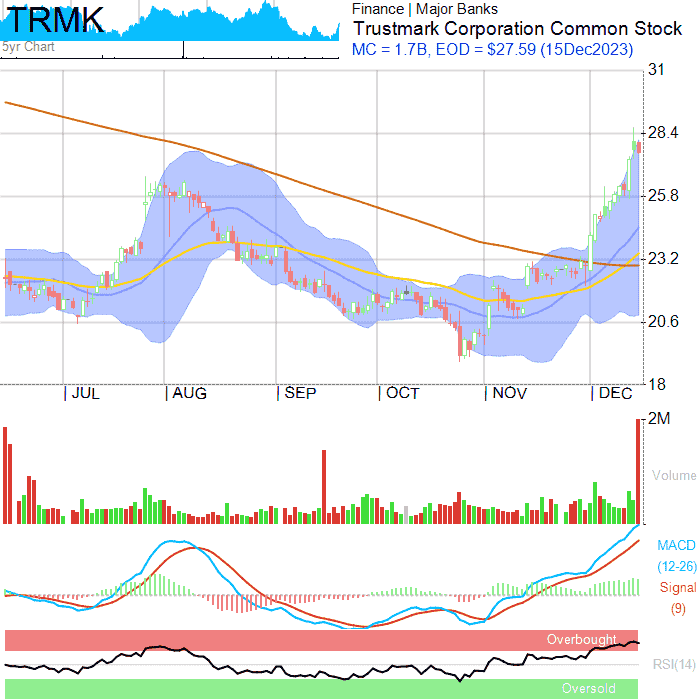 TRMK
5yr Chart
Finance | Major Banks
Trustmark Corporation Common Stock
MC = 1.7B, EOD = $27.59 (15Dec2023)
31
28.4
25.8
23.2
20.6
18
JUL AUG SEP OCT NOV DEC
2M
Volume
MACD
(12-26)
Signal
(9)
Overbought
RSI(14)
Oversold